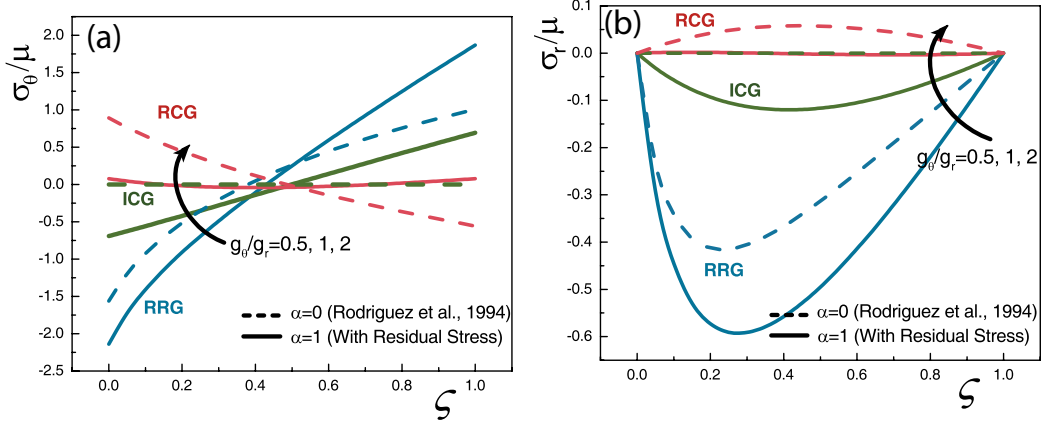 (a)
σθ/μ
2.0
1.5
1.0
0.5
0.0
-0.5
-1.0
-1.5
-2.0
-2.5
RCG
ICG
RRG
gθ/gr=0.5, 1, 2
α=0 (Rodriguez et al., 1994)
α=1 (With Residual Stress)
0.0 0.2 0.4 0.6 0.8 1.0
ς
(b)
σr/μ
0.1
0.0
-0.1
-0.2
-0.3
-0.4
-0.5
-0.6
RCG
ICG
gθ/gr=0.5, 1, 2
RRG
α=0 (Rodriguez et al., 1994)
α=1 (With Residual Stress)
0.0 0.2 0.4 0.6 0.8 1.0
ς